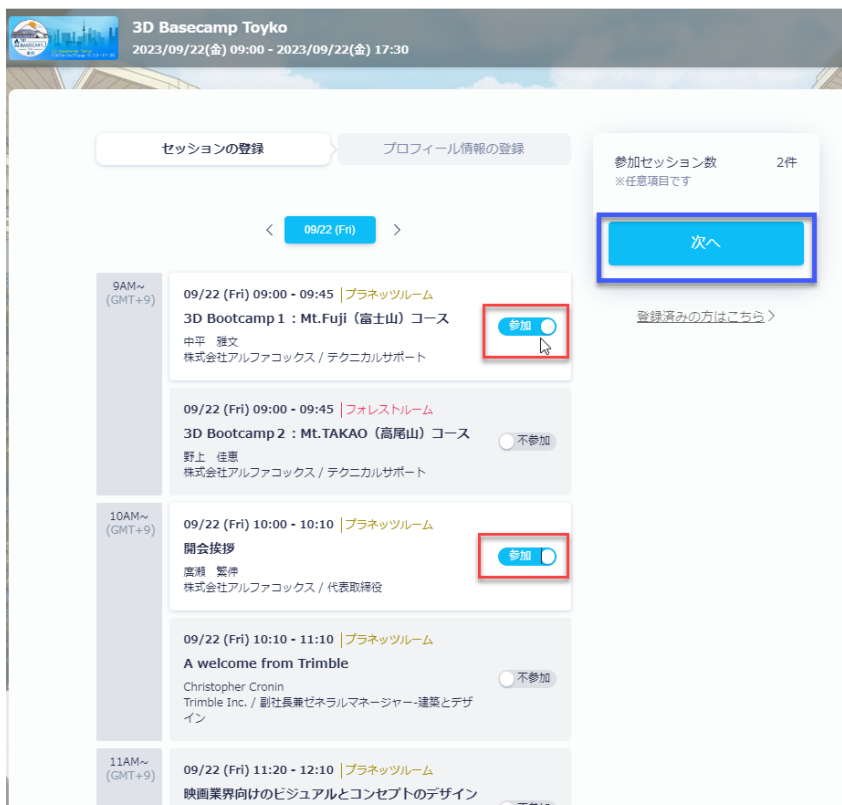 3D Basecamp Toyko
2023/09/22(金) 09:00 - 2023/09/22(金) 17:30
セッションの登録
プロフィール情報の登録
参加セッション数
2件
※任意項目です
次へ
登録済みの方はこちら
09/22 (Fri)
9AM~
(GMT+9)
09/22 (Fri) 09:00 - 09:45
プラネッツルーム
3D Bootcamp 1：Mt.Fuji（富士山）コース
参加
中平 雅文
株式会社アルファコックス / テクニカルサポート
09/22 (Fri) 09:00 - 09:45
フォレストルーム
3D Bootcamp 2：Mt.TAKAO（高尾山）コース
不参加
野上 佳恵
株式会社アルファコックス / テクニカルサポート
10AM~
(GMT+9)
09/22 (Fri) 10:00 - 10:10
プラネッツルーム
開会挨拶
参加
廣瀬 繁伸
株式会社アルファコックス / 代表取締役
09/22 (Fri) 10:10 - 11:10
プラネッツルーム
A welcome from Trimble
不参加
Christopher Cronin
Trimble Inc. / 副社長兼ゼネラルマネージャー-建築とデザ
イン
11AM~
(GMT+9)
09/22 (Fri) 11:20 - 12:10
プラネッツルーム
映画業界向けのビジュアルとコンセプトのデザイン